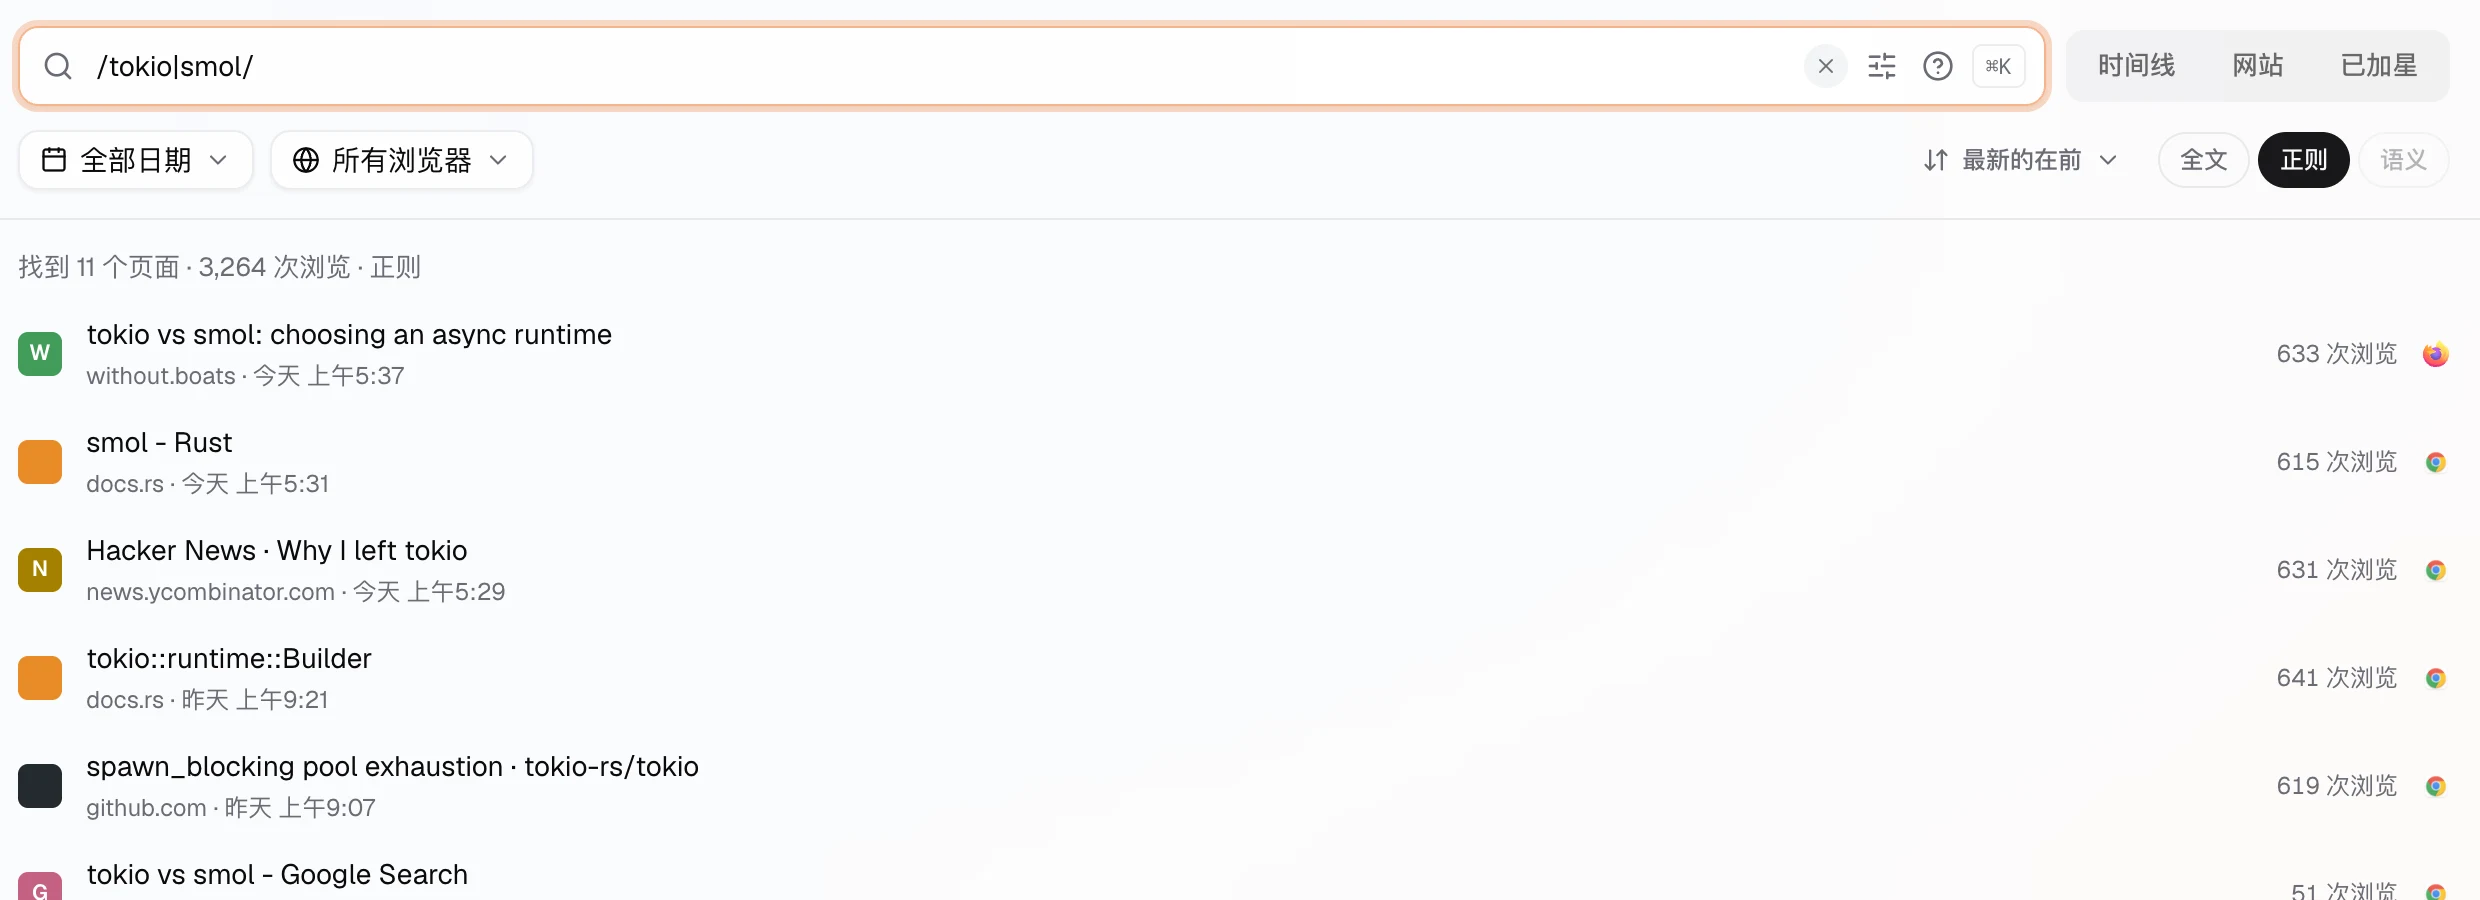 /tokio|smol/ ⌘K 时间线 网站 已加星
全部日期 所有浏览器 最新的在前 全文 正则 语义
找到 11 个页面 · 3,264 次浏览 · 正则
W tokio vs smol: choosing an async runtime
without.boats · 今天 上午5:37
633 次浏览
smol - Rust
docs.rs · 今天 上午5:31
615 次浏览
N Hacker News · Why I left tokio
news.ycombinator.com · 今天 上午5:29
631 次浏览
tokio::runtime::Builder
docs.rs · 昨天 上午9:21
641 次浏览
spawn_blocking pool exhaustion · tokio-rs/tokio
github.com · 昨天 上午9:07
619 次浏览
G tokio vs smol - Google Search
51 次浏览